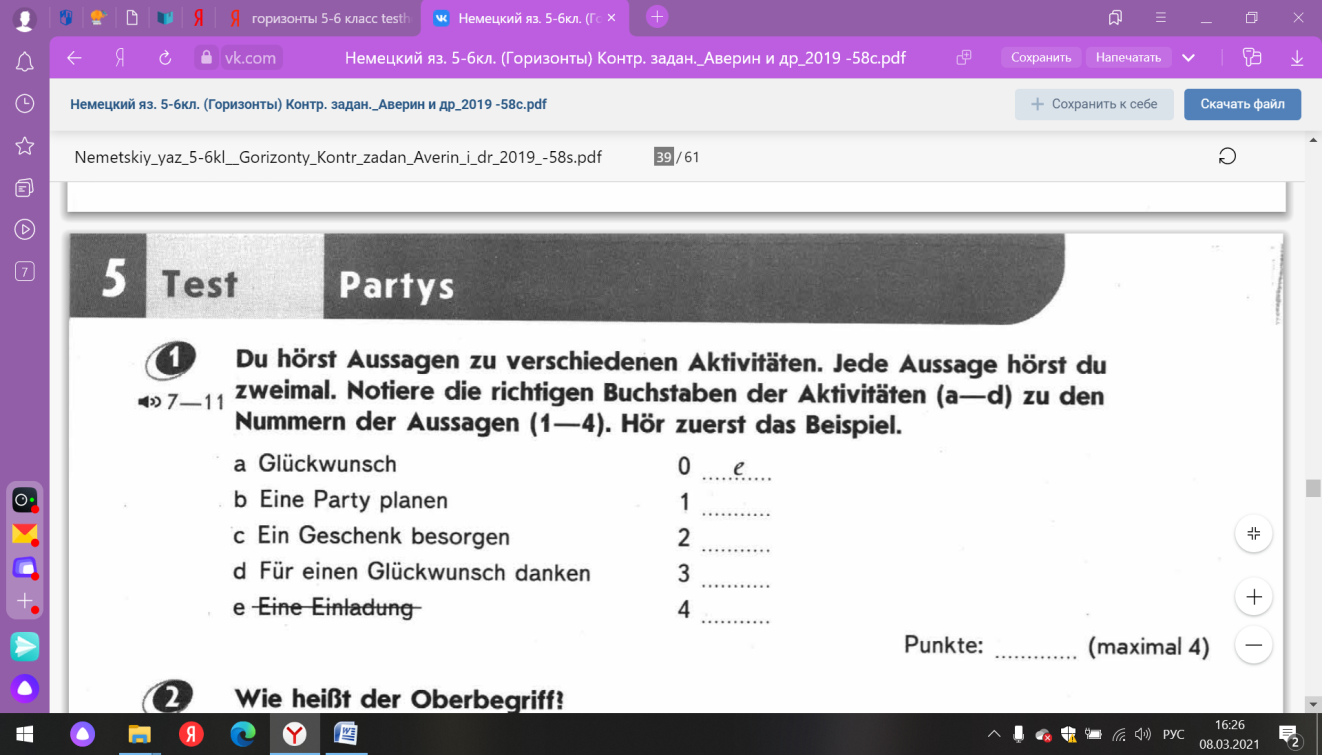 горизонты 5-6 класс testh
Немецкий яз. 5-6кл. (Го
vk.com
Немецкий яз. 5-6кл. (Горизонты) Контр. задан._Аверин и др_2019 -58с.pdf
Сохранить
Напечатать
Немецкий яз. 5-6кл. (Горизонты) Контр. задан._Аверин и др_2019 -58с.pdf
Сохранить к себе
Скачать файл
Nemetskiy_yaz_5-6kl__Gorizonty_Kontr_zadan_Averin_i_dr_2019_-58s.pdf
39 / 61
7
5 Test Partys
1 Du hörst Aussagen zu verschiedenen Aktivitäten. Jede Aussage hörst du
7—11 zweimal. Notiere die richtigen Buchstaben der Aktivitäten (a—d) zu den
Nummern der Aussagen (1—4). Hör zuerst das Beispiel.
a Glückwunsch 0 ...e...
b Eine Party planen 1 ..........
c Ein Geschenk besorgen 2 ..........
d Für einen Glückwunsch danken 3 ..........
e Eine Einladung 4 ..........
Punkte: ............ (maximal 4)
2 Wie heißt der Oberbegriff?
РУС
16:26
08.03.2021
2